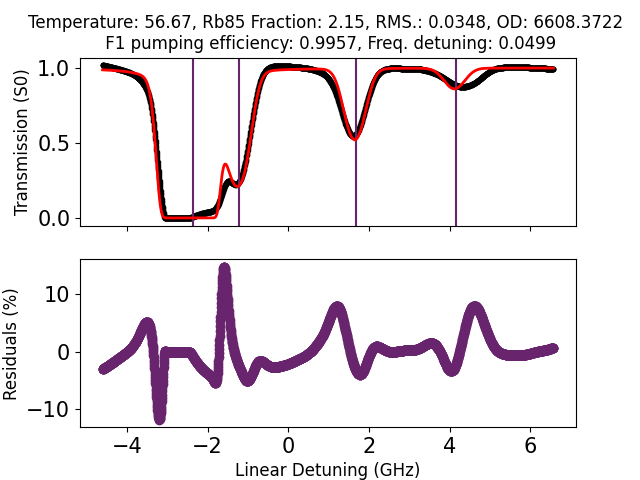 Temperature: 56.67, Rb85 Fraction: 2.15, RMS.: 0.0348, OD: 6608.3722
F1 pumping efficiency: 0.9957, Freq. detuning: 0.0499
Transmission (S0)
1.0
0.5
0.0
Residuals (%)
10
0
−10
−4 −2 0 2 4 6
Linear Detuning (GHz)